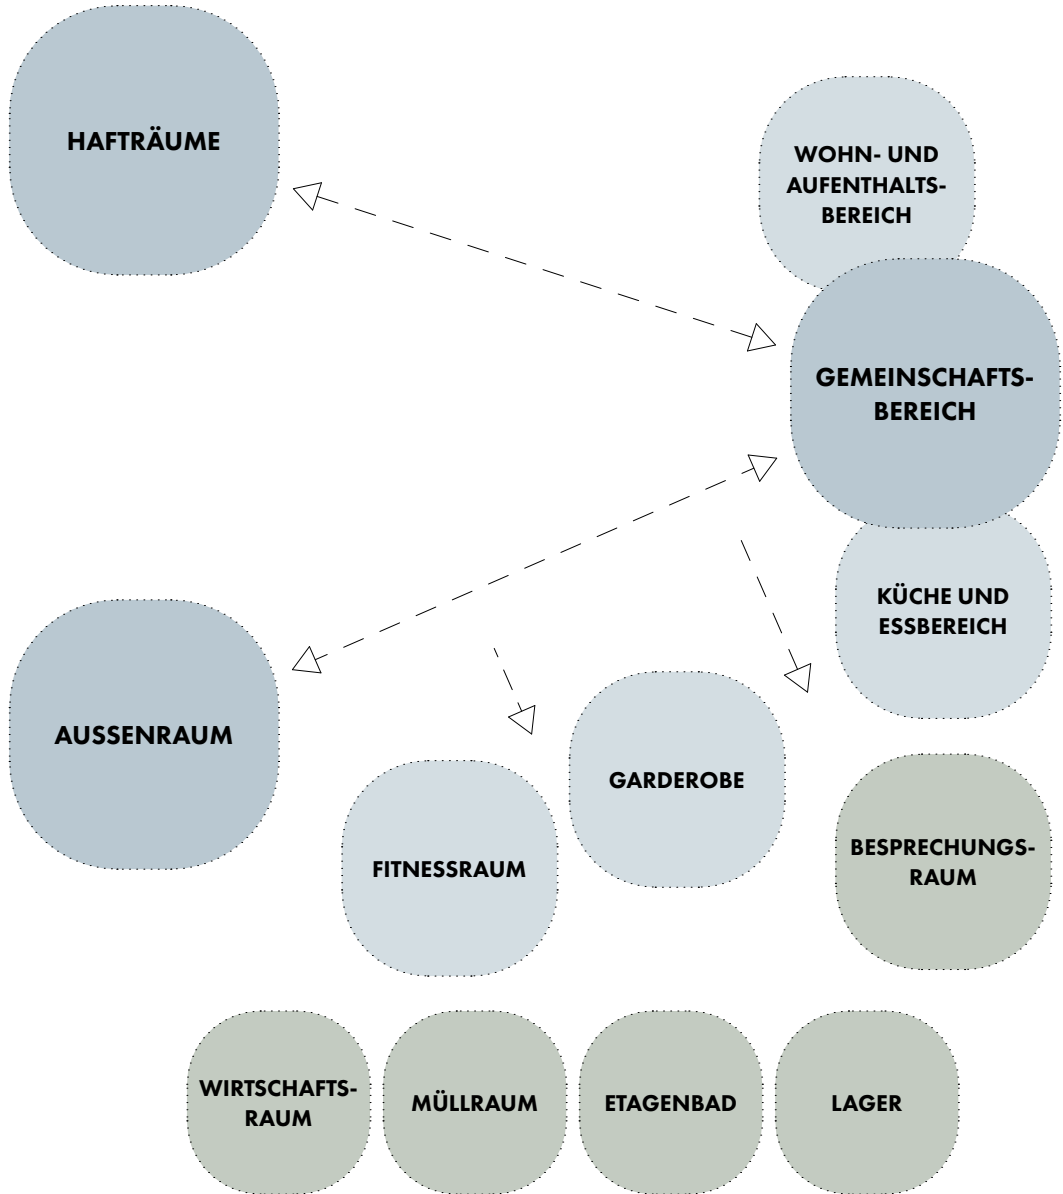 HAFTRÄUME
WOHN- UND
AUFENTHALTS-
BEREICH
GEMEINSCHAFTS-
BEREICH
KÜCHE UND
ESSBEREICH
AUSSENRAUM
GARDEROBE
FITNESSRAUM
BESPRECHUNGS-
RAUM
WIRTSCHAFTS-
RAUM
MÜLLRAUM
ETAGENBAD
LAGER